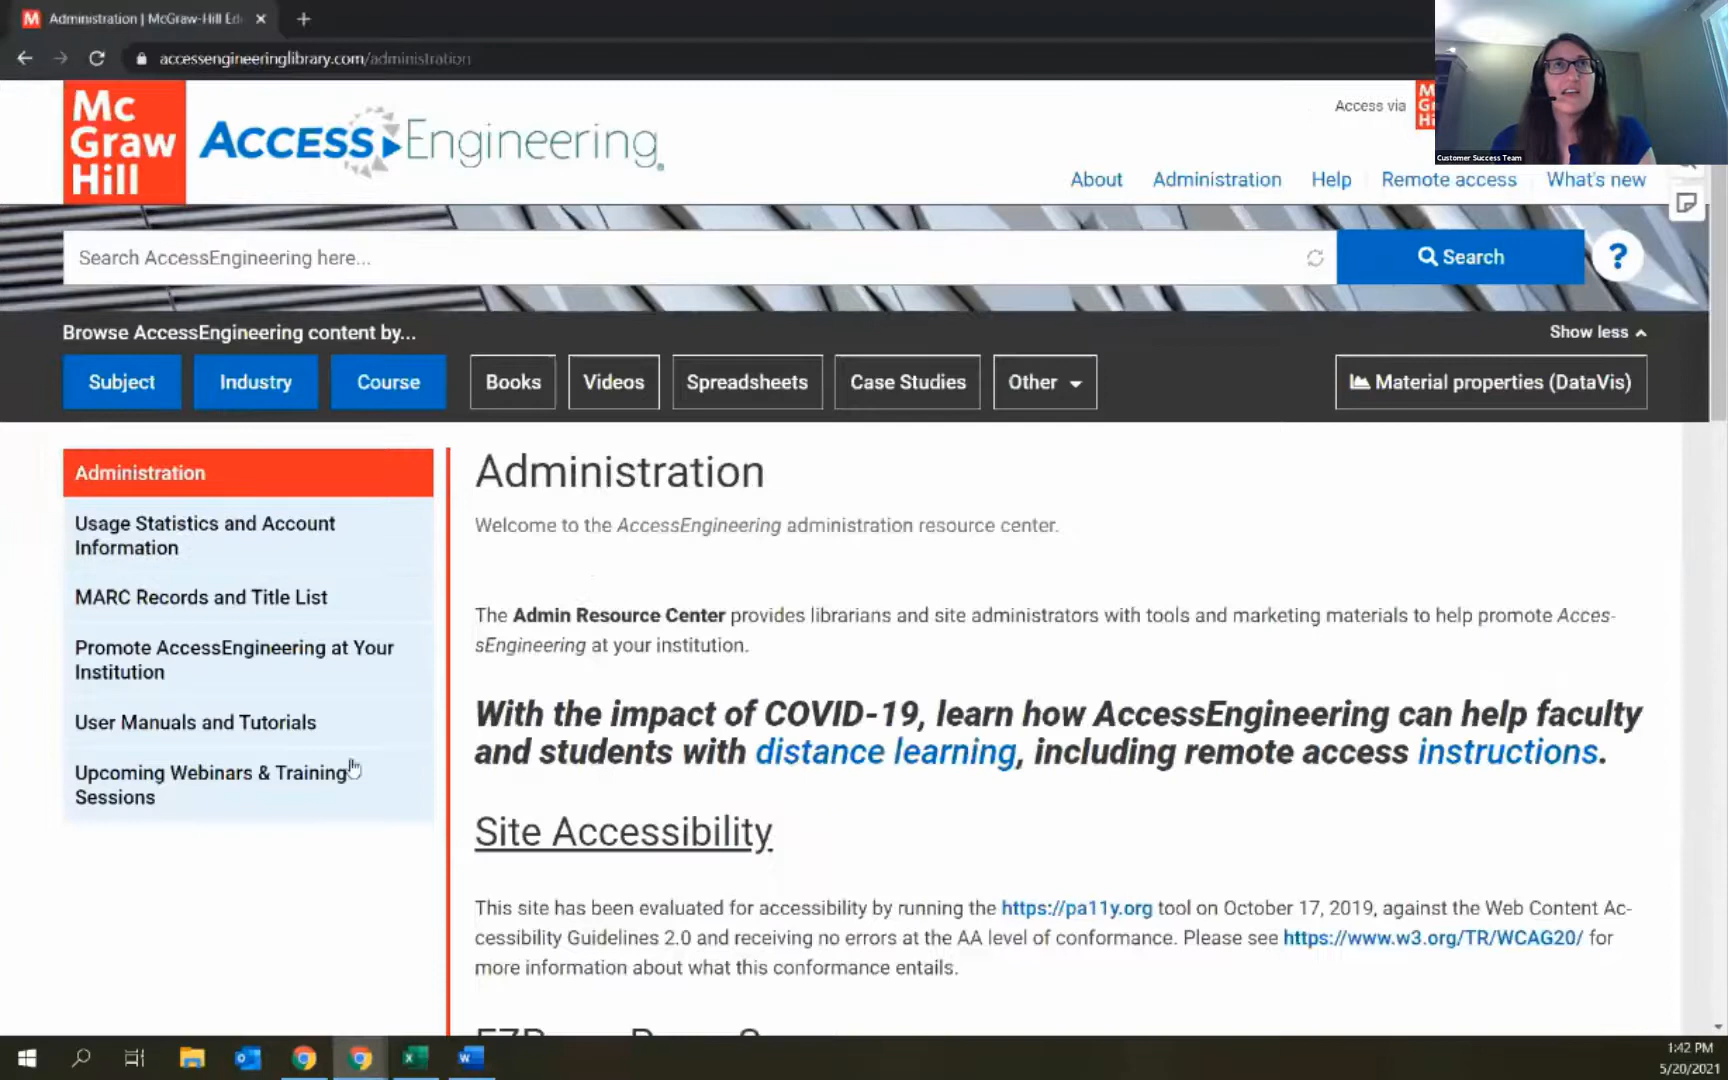 Administration | McGraw-Hill Ed
accessengineeringlibrary.com/administration
Mc
Graw
Hill
ACCESS Engineering
Access via
Customer Success Team
About
Administration
Help
Remote access
What's new
Search AccessEngineering here...
Search
?
Browse AccessEngineering content by...
Show less
Subject
Industry
Course
Books
Videos
Spreadsheets
Case Studies
Other
Material properties (DataVis)
Administration
Usage Statistics and Account
Information
MARC Records and Title List
Promote AccessEngineering at Your
Institution
User Manuals and Tutorials
Upcoming Webinars & Training
Sessions
Administration
Welcome to the AccessEngineering administration resource center.
The Admin Resource Center provides librarians and site administrators with tools and marketing materials to help promote Acces-
sEngineering at your institution.
With the impact of COVID-19, learn how AccessEngineering can help faculty
and students with distance learning, including remote access instructions.
Site Accessibility
This site has been evaluated for accessibility by running the https://pa11y.org tool on October 17, 2019, against the Web Content Ac-
cessibility Guidelines 2.0 and receiving no errors at the AA level of conformance. Please see https://www.w3.org/TR/WCAG20/ for
more information about what this conformance entails.
1:42 PM
5/20/2021